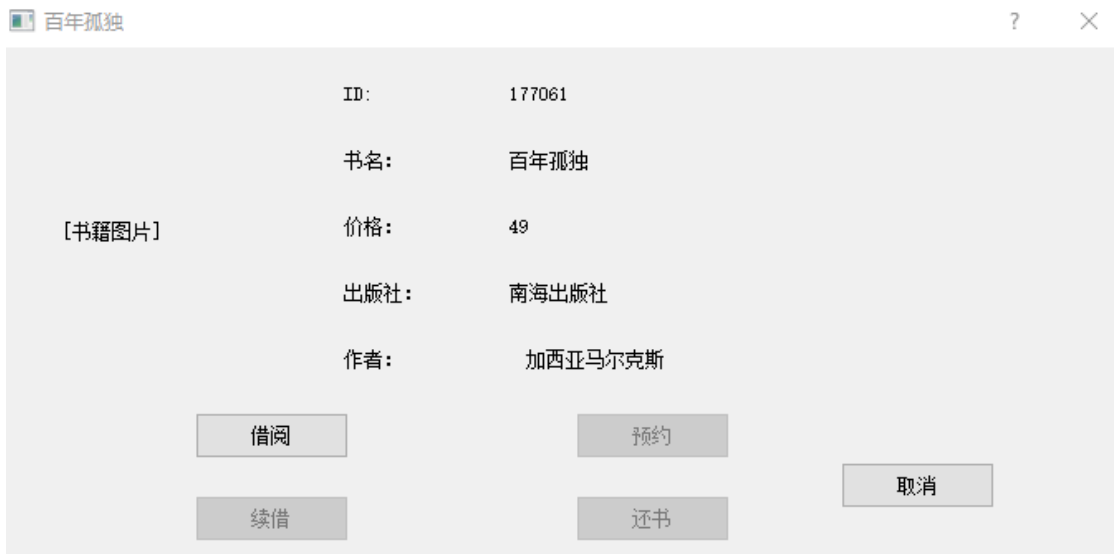 百年孤独
ID: 177061
书名: 百年孤独
[书籍图片]
价格: 49
出版社: 南海出版社
作者: 加西亚马尔克斯
借阅 预约
取消
续借 还书